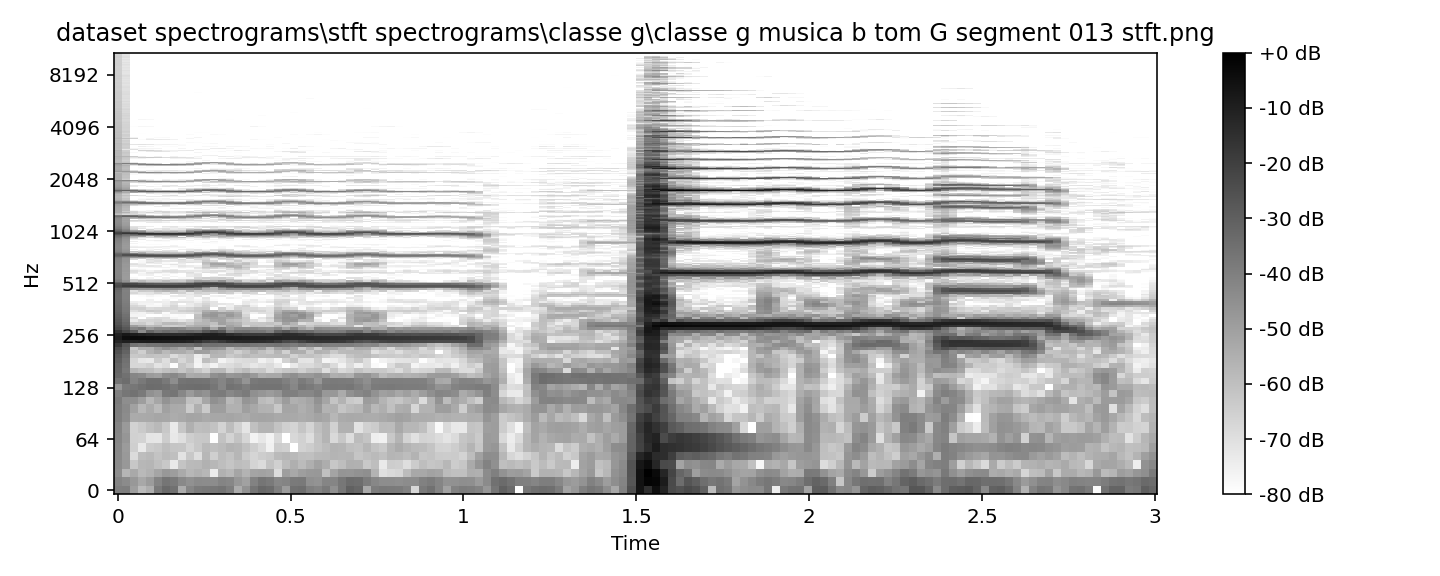 dataset spectrograms\stft spectrograms\classe g\classe g musica b tom G segment 013 stft.png
8192
4096
2048
1024
512
256
128
64
0
Hz
0
0.5
1
1.5
2
2.5
3
Time
+0 dB
-10 dB
-20 dB
-30 dB
-40 dB
-50 dB
-60 dB
-70 dB
-80 dB